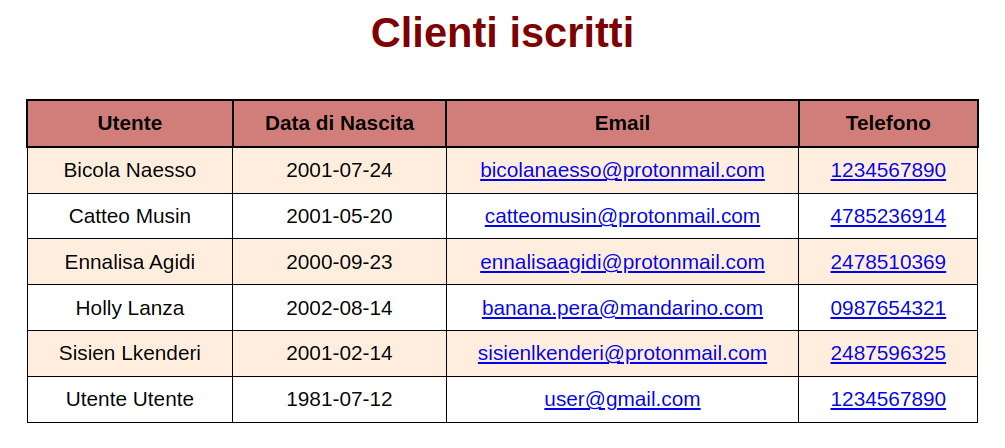 Clienti iscritti
Utente Data di Nascita Email Telefono
Bicola Naesso 2001-07-24 bicolanaesso@protonmail.com 1234567890
Catteo Musin 2001-05-20 catteomusin@protonmail.com 4785236914
Ennalisa Agidi 2000-09-23 ennalisaagidi@protonmail.com 2478510369
Holly Lanza 2002-08-14 banana.pera@mandarino.com 0987654321
Sisien Lkenderi 2001-02-14 sisienlkenderi@protonmail.com 2487596325
Utente Utente 1981-07-12 user@gmail.com 1234567890